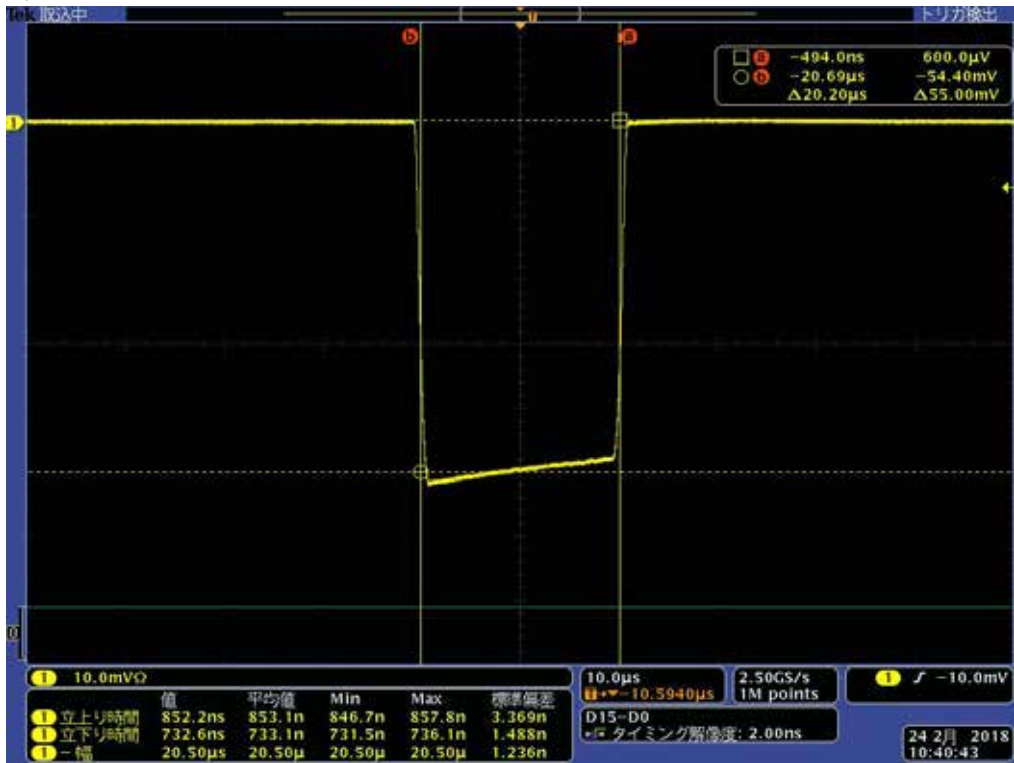 Tek 取込中 トリガ検出
b a
a −494.0ns 600.0µV
b −20.69µs −54.40mV
Δ20.20µs Δ55.00mV
1
1 10.0mVΩ
10.0µs
−10.5940µs
2.50GS/s
1M points
1 −10.0mV
値 平均値 Min Max 標準偏差
1 立上り時間 852.2ns 853.1n 846.7n 857.8n 3.369n
1 立下り時間 732.6ns 733.1n 731.5n 736.1n 1.488n
1 − 幅 20.50µs 20.50µ 20.50µ 20.50µ 1.236n
D15−D0
タイミング解像度: 2.00ns
24 2月 2018
10:40:43